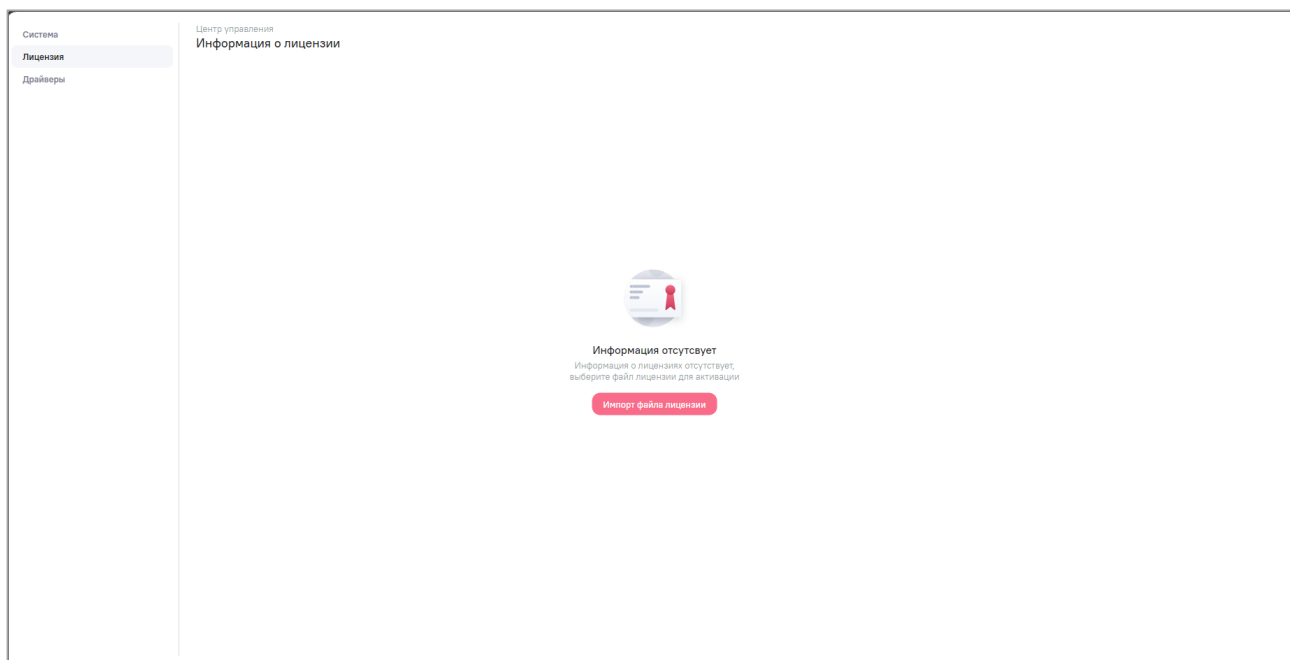 Система
Лицензия
Драйверы
Центр управления
Информация о лицензии
Информация отсутсвует
Информация о лицензиях отсутствует,
выберите файл лицензии для активации
Импорт файла лицензии